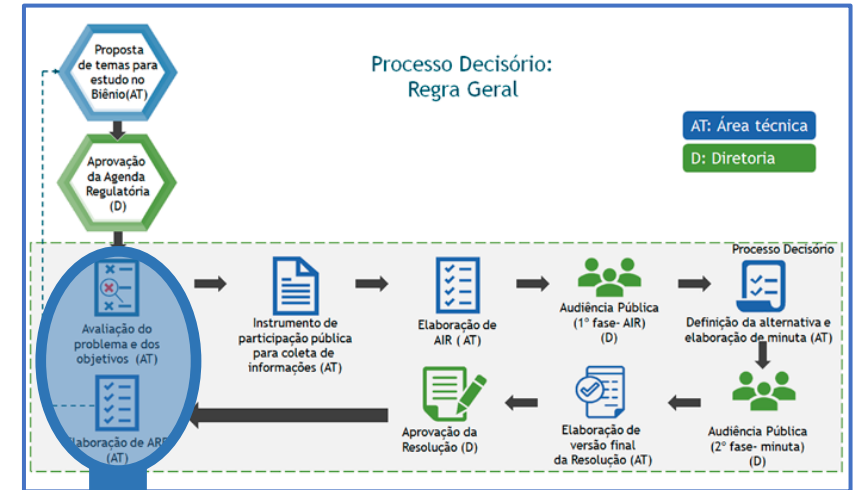 Proposta
de temas para
estudo no
Biênio(AT)
Processo Decisório:
Regra Geral
AT: Área técnica
D: Diretoria
Aprovação
da Agenda
Regulatória
(D)
Processo Decisório
Avaliação do
problema e dos
objetivos (AT)
Instrumento de
participação pública
para coleta de
informações (AT)
Elaboração de
AIR ( AT)
Audiência Pública
(1º fase- AIR)
(D)
Definição da alternativa e
elaboração de minuta (AT)
Elaboração de ARR
(AT)
Aprovação da
Resolução (D)
Elaboração de
versão final
da Resolução (AT)
Audiência Pública
(2º fase- minuta)
(D)